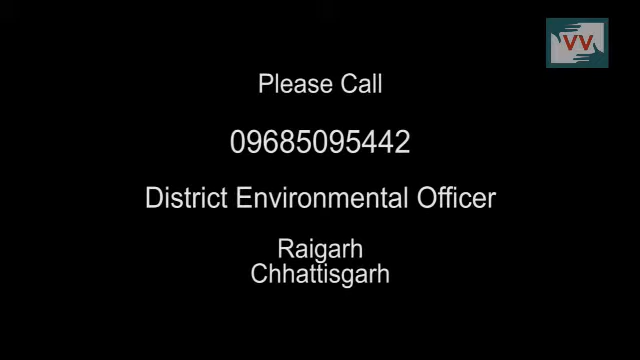 VV
Please Call
09685095442
District Environmental Officer
Raigarh
Chhattisgarh